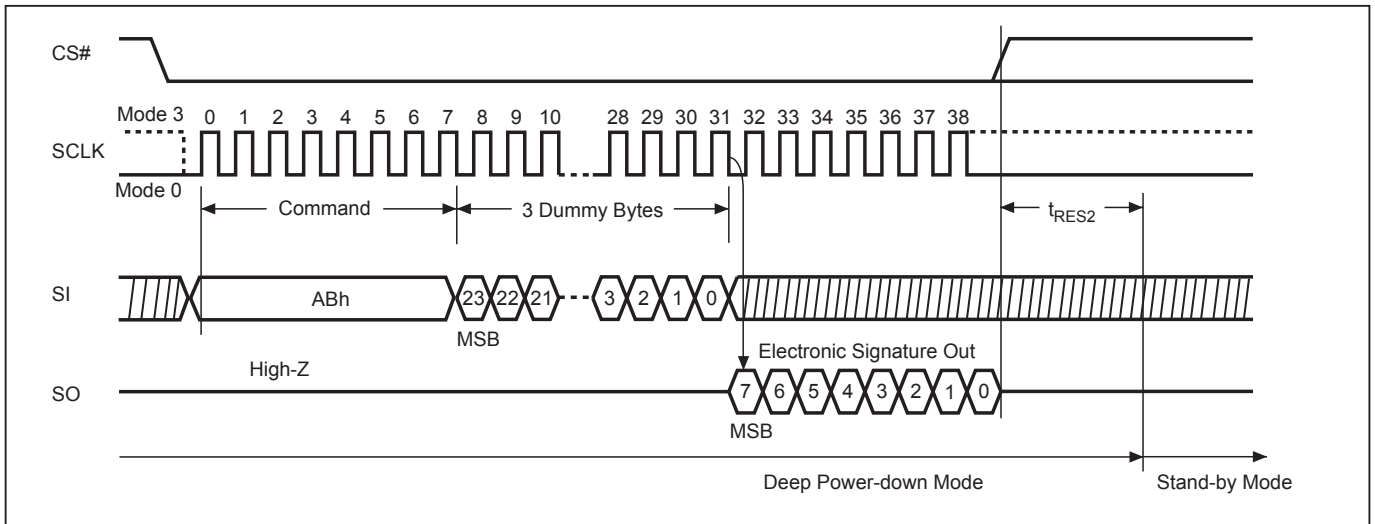 CS#
Mode 3 0 1 2 3 4 5 6 7 8 9 10 28 29 30 31 32 33 34 35 36 37 38
SCLK
Mode 0
Command 3 Dummy Bytes tRES2
SI ABh 23 22 21 3 2 1 0
MSB
High-Z Electronic Signature Out
SO 7 6 5 4 3 2 1 0
MSB
Deep Power-down Mode Stand-by Mode